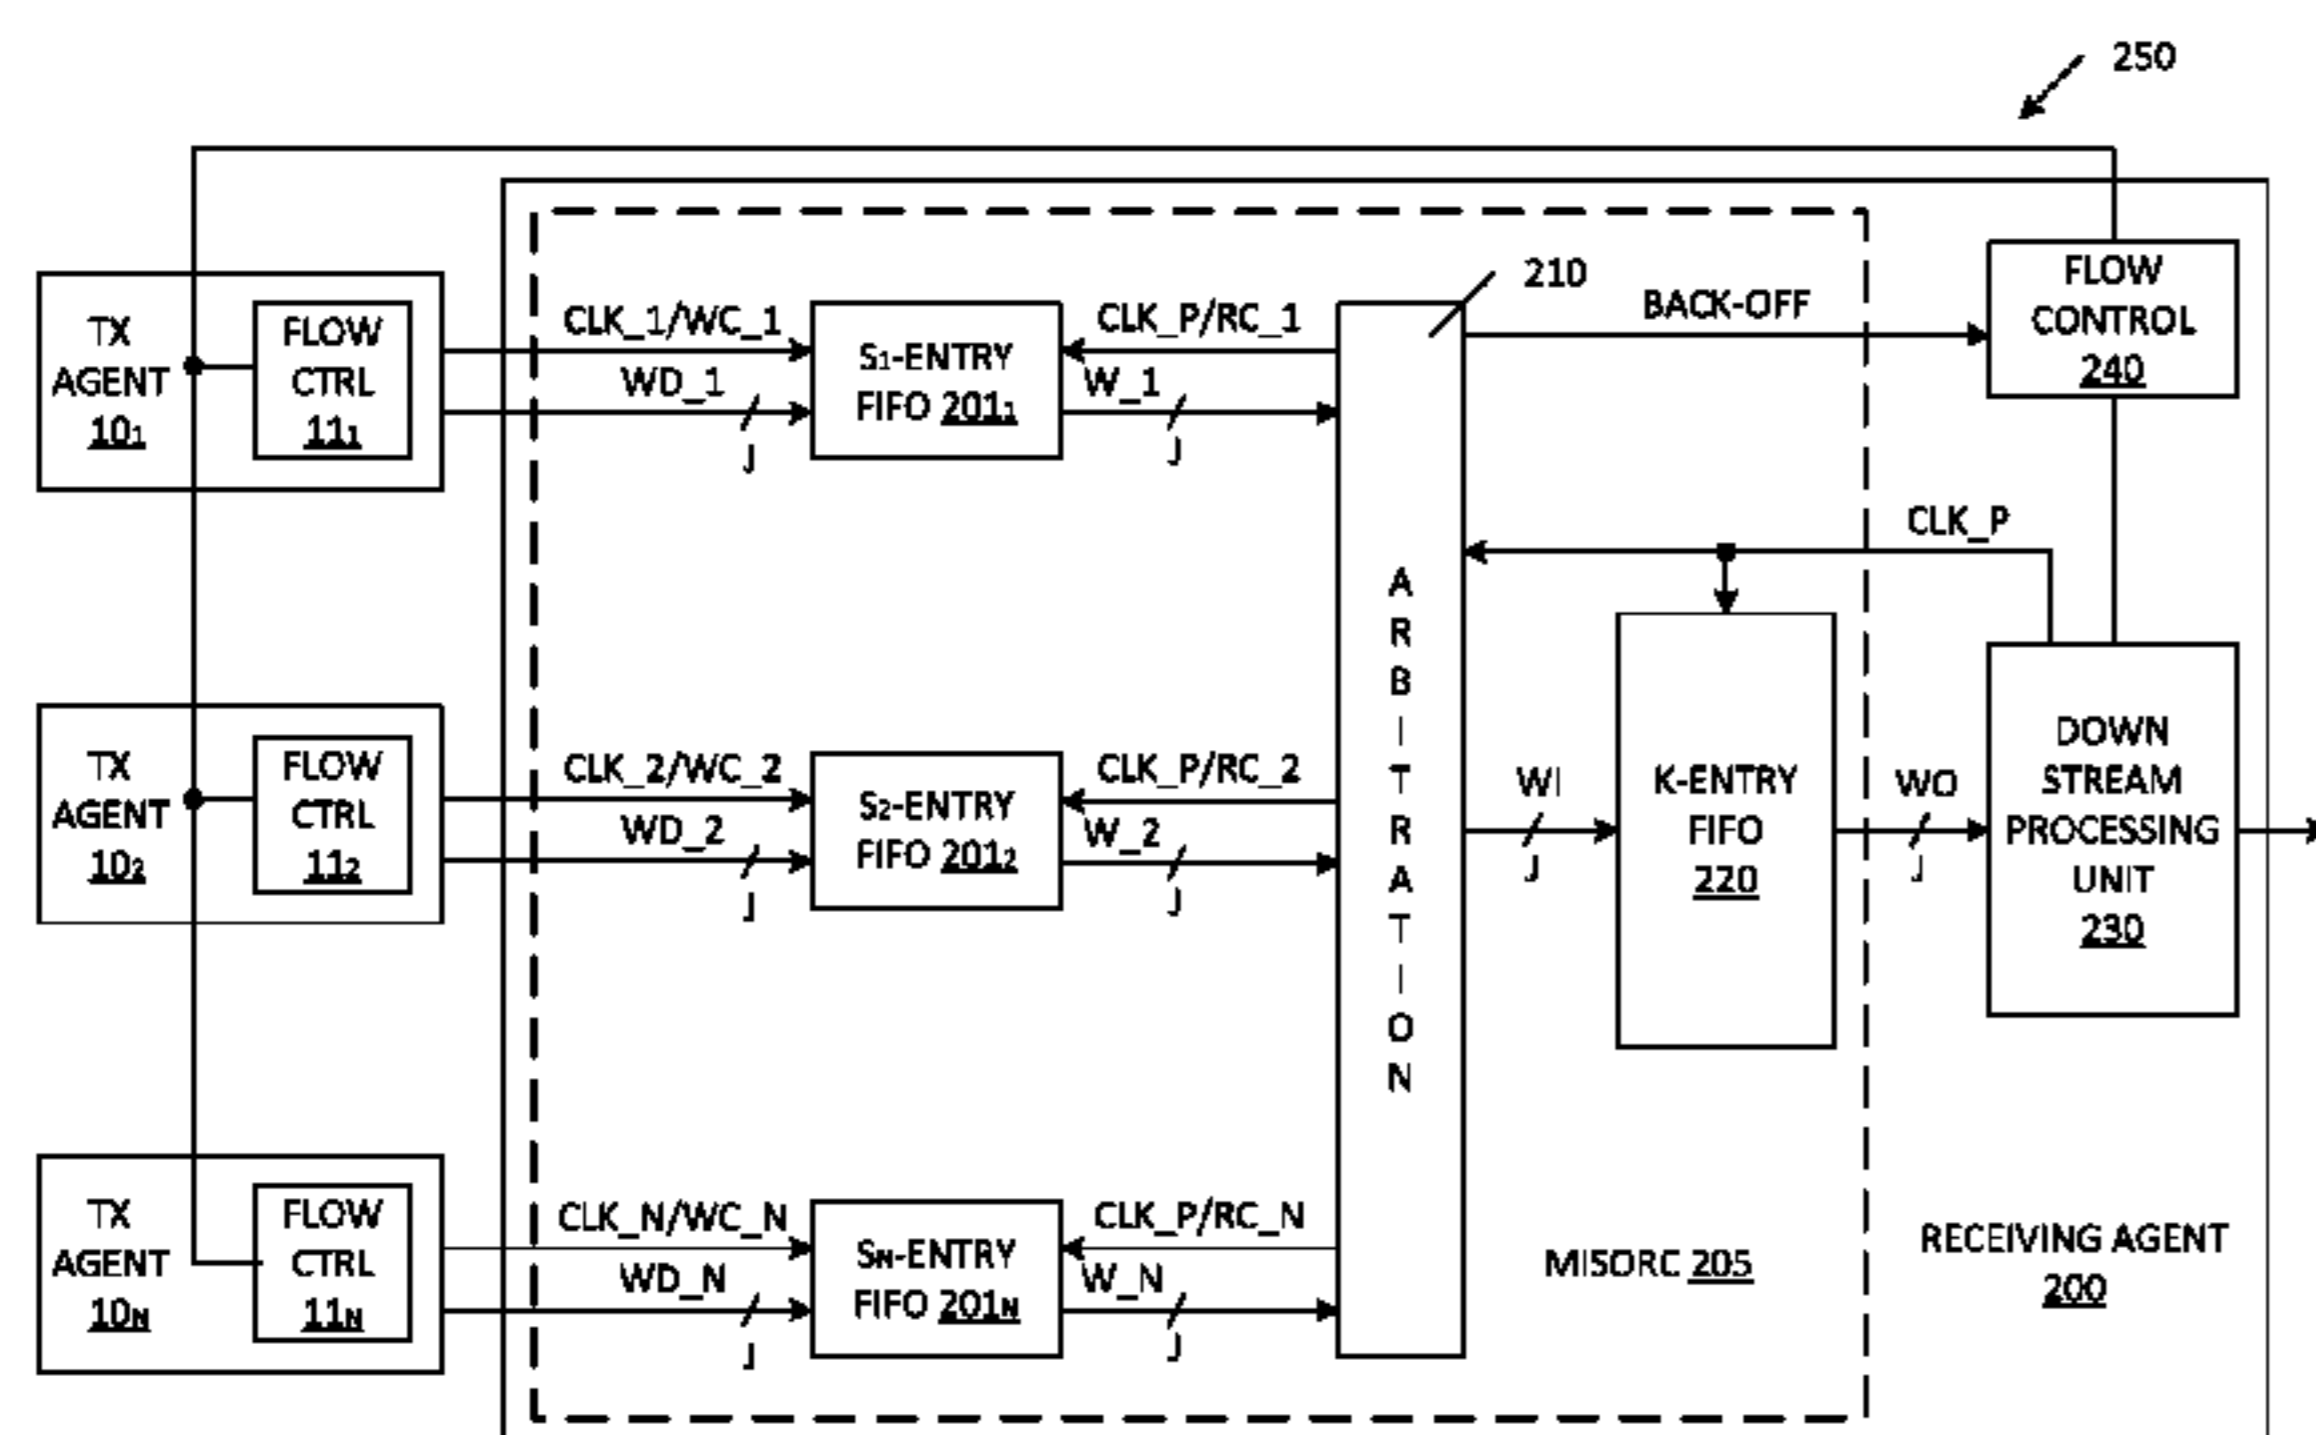 250
TX
AGENT
10₁
FLOW
CTRL
11₁
CLK_1/WC_1
WD_1
J
S₁-ENTRY
FIFO 201₁
CLK_P/RC_1
W_1
J
210
BACK-OFF
FLOW
CONTROL
240
CLK_P
TX
AGENT
10₂
FLOW
CTRL
11₂
CLK_2/WC_2
WD_2
J
S₂-ENTRY
FIFO 201₂
CLK_P/RC_2
W_2
J
A
R
B
I
T
R
A
T
I
O
N
WI
J
K-ENTRY
FIFO
220
WO
J
DOWN
STREAM
PROCESSING
UNIT
230
TX
AGENT
10N
FLOW
CTRL
11N
CLK_N/WC_N
WD_N
J
SN-ENTRY
FIFO 201N
CLK_P/RC_N
W_N
J
MISORC 205
RECEIVING AGENT
200